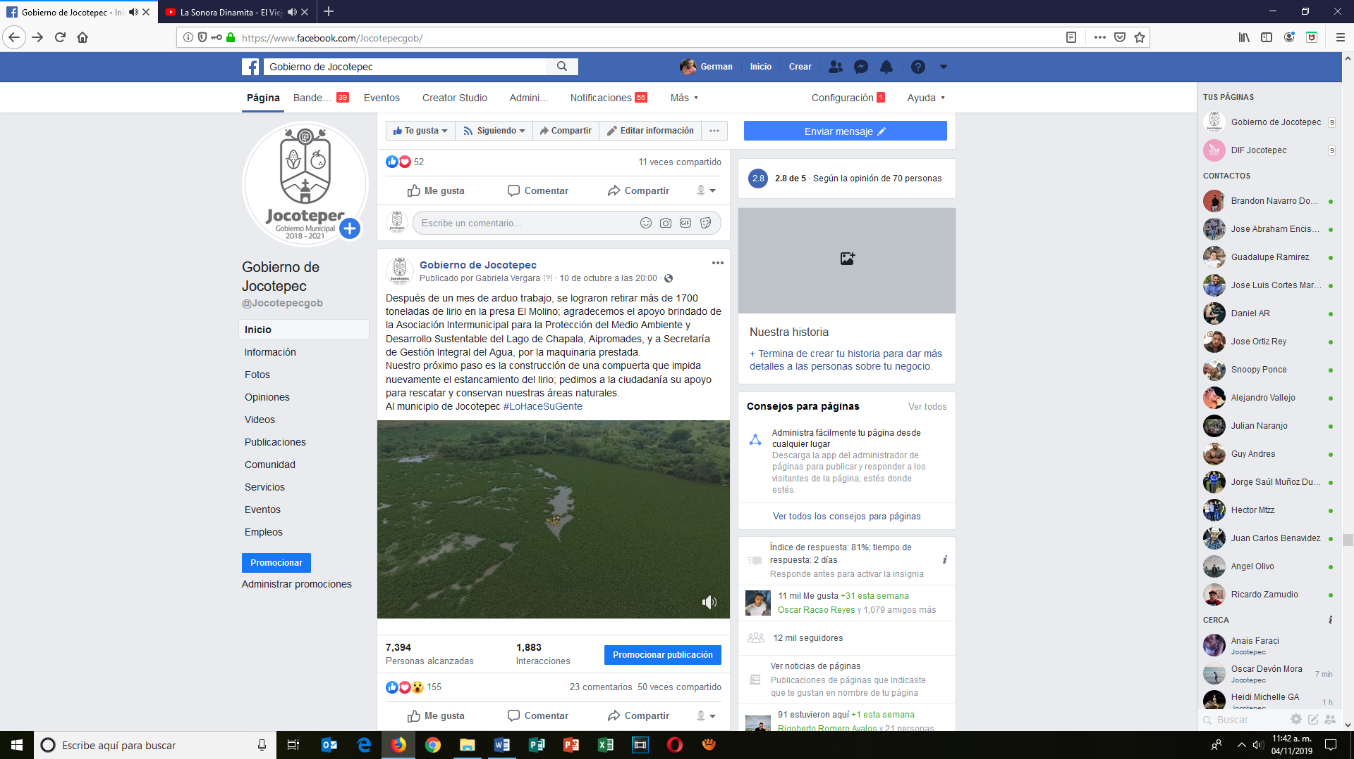 Gobierno de Jocotepec - Ini
La Sonora Dinamita - El Viej
https://www.facebook.com/Jocotepecgob/
Gobierno de Jocotepec
German
Inicio
Crear
Página
Bande... 39
Eventos
Creator Studio
Admini...
Notificaciones 55
Más
Configuración 1
Ayuda
Jocotepec
Gobierno Municipal
2018 - 2021
Gobierno de
Jocotepec
@Jocotepecgob
Inicio
Información
Fotos
Opiniones
Videos
Publicaciones
Comunidad
Servicios
Eventos
Empleos
Promocionar
Administrar promociones
Te gusta
Siguiendo
Compartir
Editar información
52
11 veces compartido
Me gusta
Comentar
Compartir
Escribe un comentario...
GIF
Gobierno de Jocotepec
Publicado por Gabriela Vergara [?] · 10 de octubre a las 20:00 ·
Después de un mes de arduo trabajo, se lograron retirar más de 1700
toneladas de lirio en la presa El Molino; agradecemos el apoyo brindado de
la Asociación Intermunicipal para la Protección del Medio Ambiente y
Desarrollo Sustentable del Lago de Chapala, Aipromades, y a Secretaría
de Gestión Integral del Agua, por la maquinaria prestada.
Nuestro próximo paso es la construcción de una compuerta que impida
nuevamente el estancamiento del lirio; pedimos a la ciudadanía su apoyo
para rescatar y conservan nuestras áreas naturales.
Al municipio de Jocotepec #LoHaceSuGente
7,394
Personas alcanzadas
1,883
Interacciones
Promocionar publicación
155
23 comentarios 50 veces compartido
Me gusta
Comentar
Compartir
Enviar mensaje
2.8
2.8 de 5 · Según la opinión de 70 personas
Nuestra historia
+ Termina de crear tu historia para dar más
detalles a las personas sobre tu negocio.
Consejos para páginas
Ver todos
Administra fácilmente tu página desde
cualquier lugar
Descarga la app del administrador de
páginas para publicar y responder a los
visitantes de la página, estés donde
estés.
Ver todos los consejos para páginas
Índice de respuesta: 81%; tiempo de
respuesta: 2 días
Responde antes para activar la insignia
11 mil Me gusta +31 esta semana
Oscar Racso Reyes y 1,079 amigos más
12 mil seguidores
Ver noticias de páginas
Publicaciones de páginas que indicaste
que te gustan en nombre de tu página
91 estuvieron aquí +1 esta semana
Rigoberto Romero Avalos y 21 personas
TUS PÁGINAS
Gobierno de Jocotepec 9
DIF Jocotepec 9
CONTACTOS
Brandon Navarro Do...
Jose Abraham Encis...
Guadalupe Ramirez
Jose Luis Cortes Mar...
Daniel AR
Jose Ortiz Rey
Snoopy Ponce
Alejandro Vallejo
Julian Naranjo
Guy Andres
Jorge Saúl Muñoz Du...
Hector Mtzz
Juan Carlos Benavidez
Angel Olivo
Ricardo Zamudio
CERCA
Anais Faraci
Jocotepec
Oscar Devón Mora
Jocotepec
7 min
Heidi Michelle GA
Jocotepec
1 h
Buscar
Escribe aquí para buscar
11:42 a. m.
04/11/2019